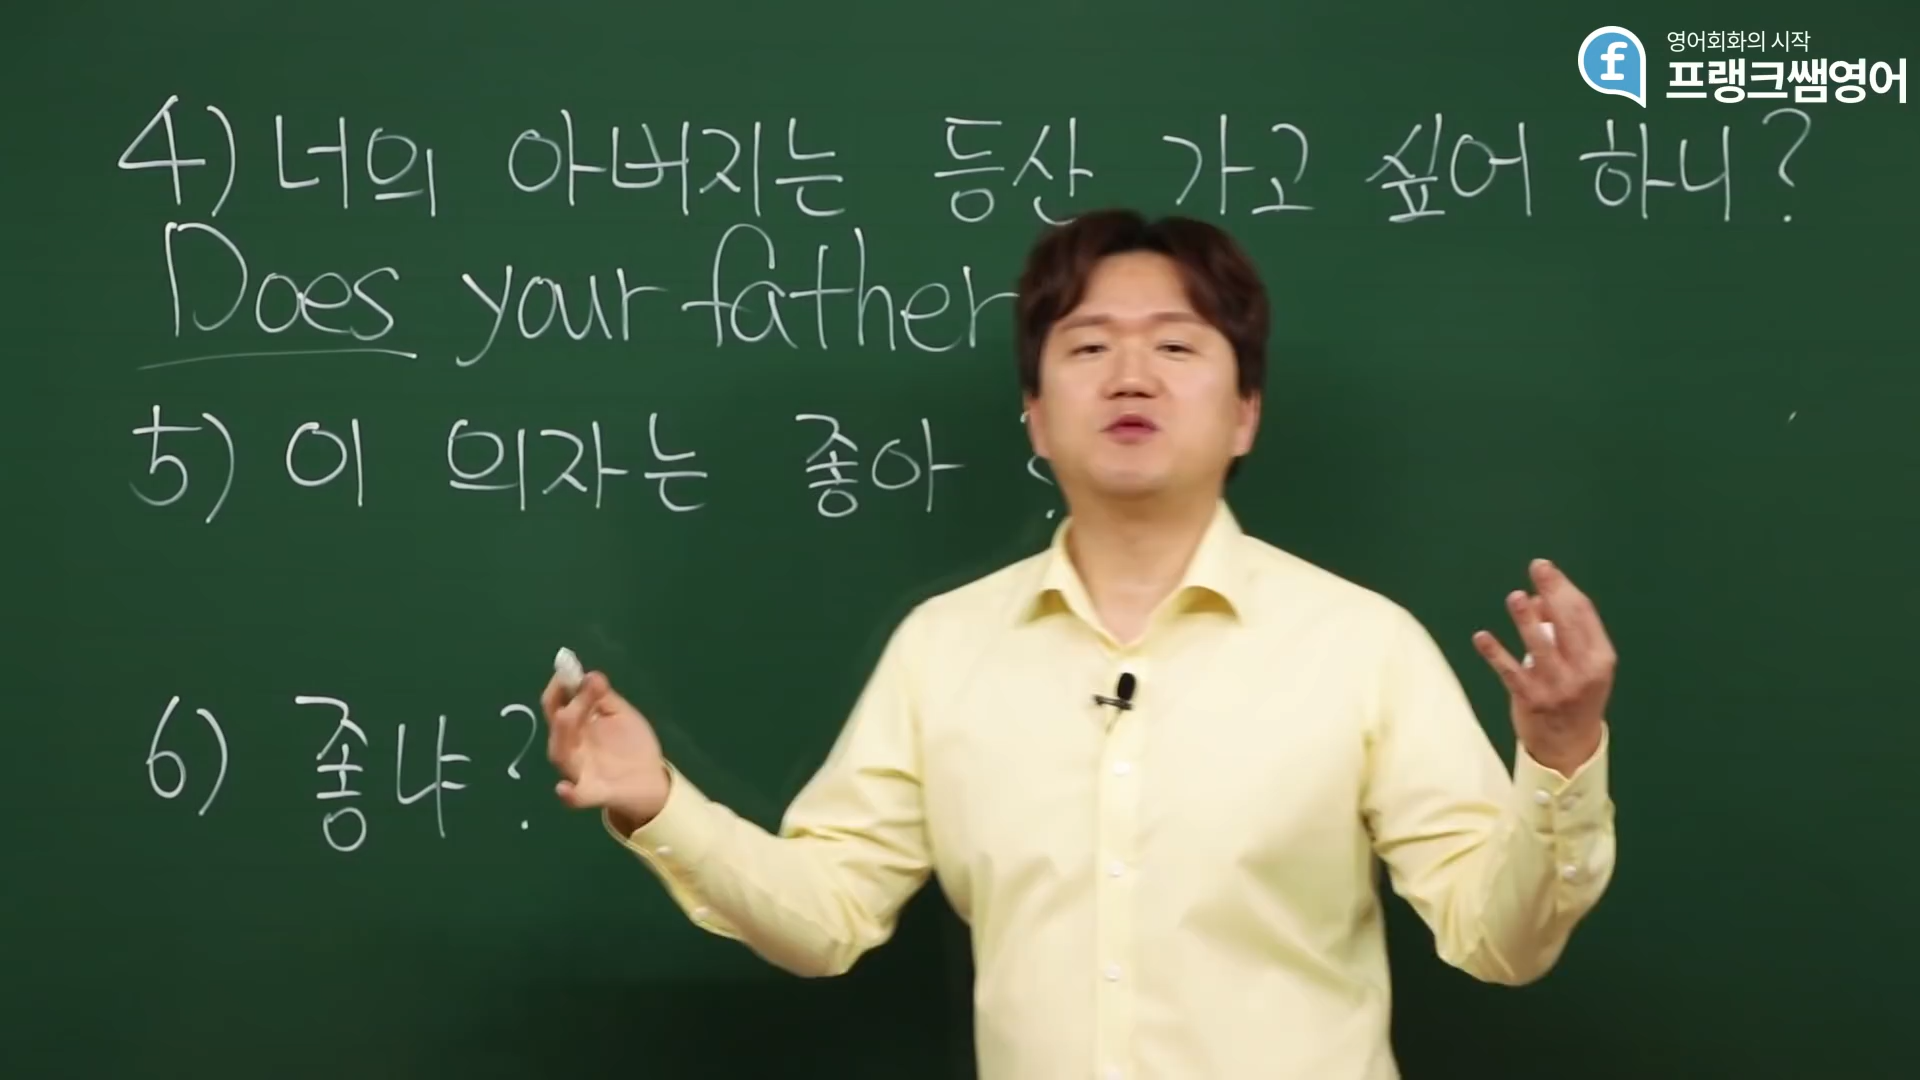 영어회화의 시작
프랭크쌤영어
4) 너의 아버지는 등산 가고 싶어 하니?
Does your father
5) 이 의자는 좋아?
6) 좋냐?